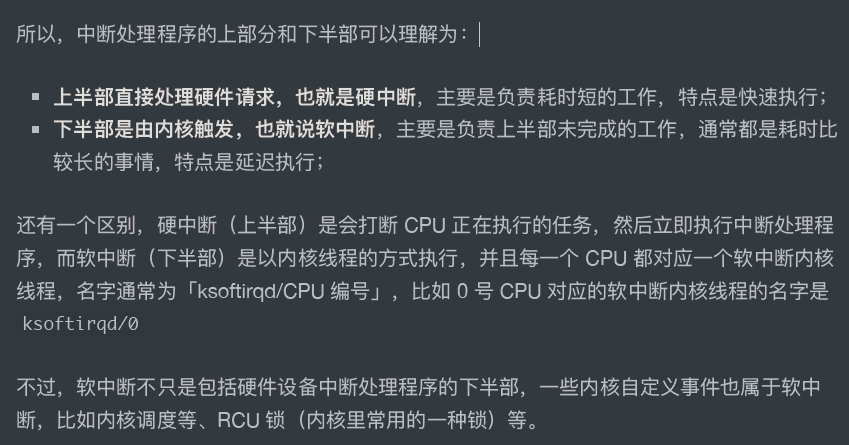 所以，中断处理程序的上部分和下半部可以理解为：
上半部直接处理硬件请求，也就是硬中断，主要是负责耗时短的工作，特点是快速执行；
下半部是由内核触发，也就说软中断，主要是负责上半部未完成的工作，通常都是耗时比
较长的事情，特点是延迟执行；
还有一个区别，硬中断（上半部）是会打断 CPU 正在执行的任务，然后立即执行中断处理程
序，而软中断（下半部）是以内核线程的方式执行，并且每一个 CPU 都对应一个软中断内核
线程，名字通常为「ksoftirqd/CPU 编号」，比如 0 号 CPU 对应的软中断内核线程的名字是
ksoftirqd/0
不过，软中断不只是包括硬件设备中断处理程序的下半部，一些内核自定义事件也属于软中
断，比如内核调度等、RCU 锁（内核里常用的一种锁）等。